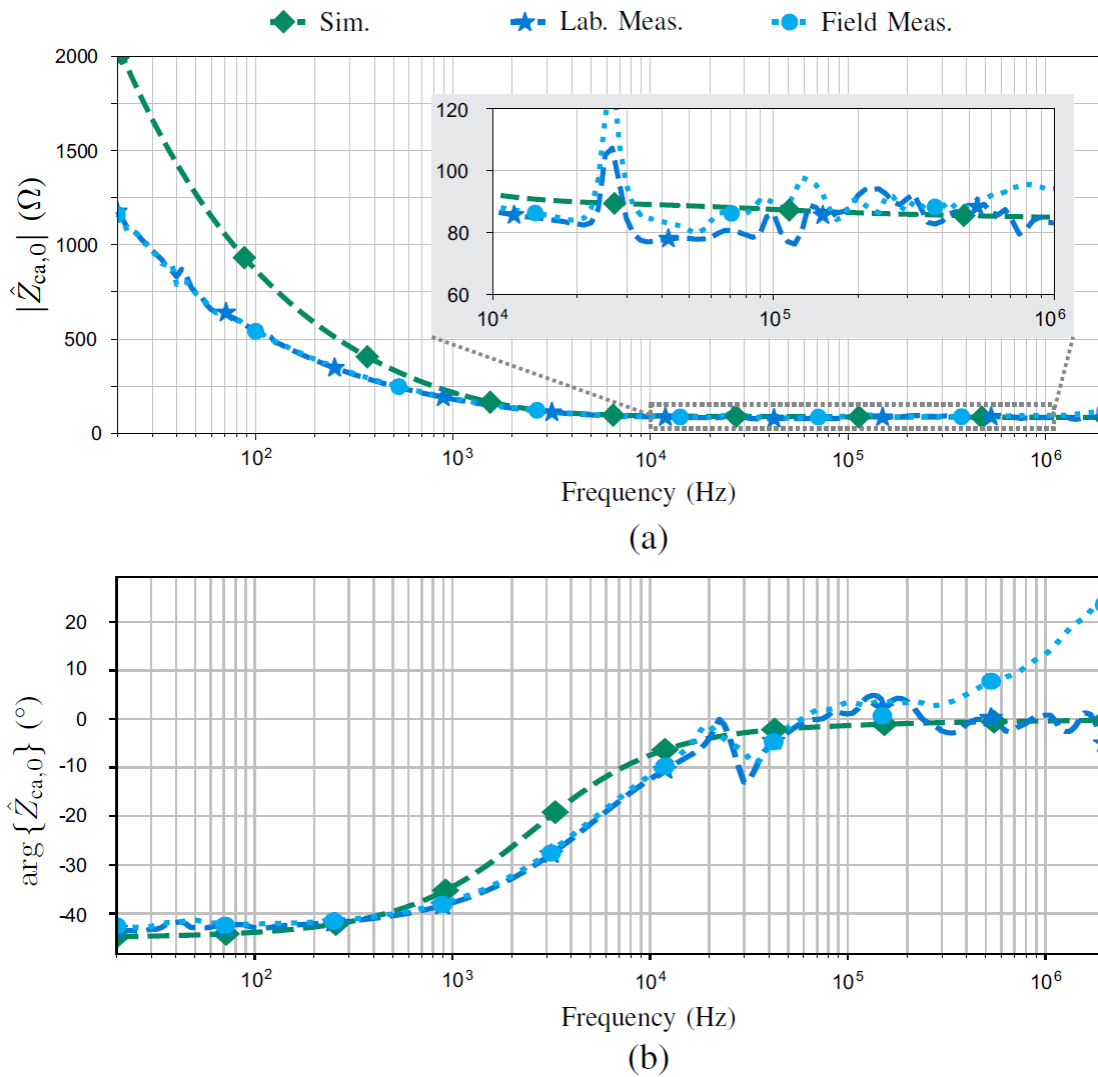 Sim. Lab. Meas. Field Meas.
2000
1500
1000
500
0
|Ẑca,0| (Ω)
120
100
80
60
10⁴ 10⁵ 10⁶
10² 10³ 10⁴ 10⁵ 10⁶
Frequency (Hz)
(a)
20
10
0
-10
-20
-30
-40
arg{Ẑca,0} (°)
10² 10³ 10⁴ 10⁵ 10⁶
Frequency (Hz)
(b)